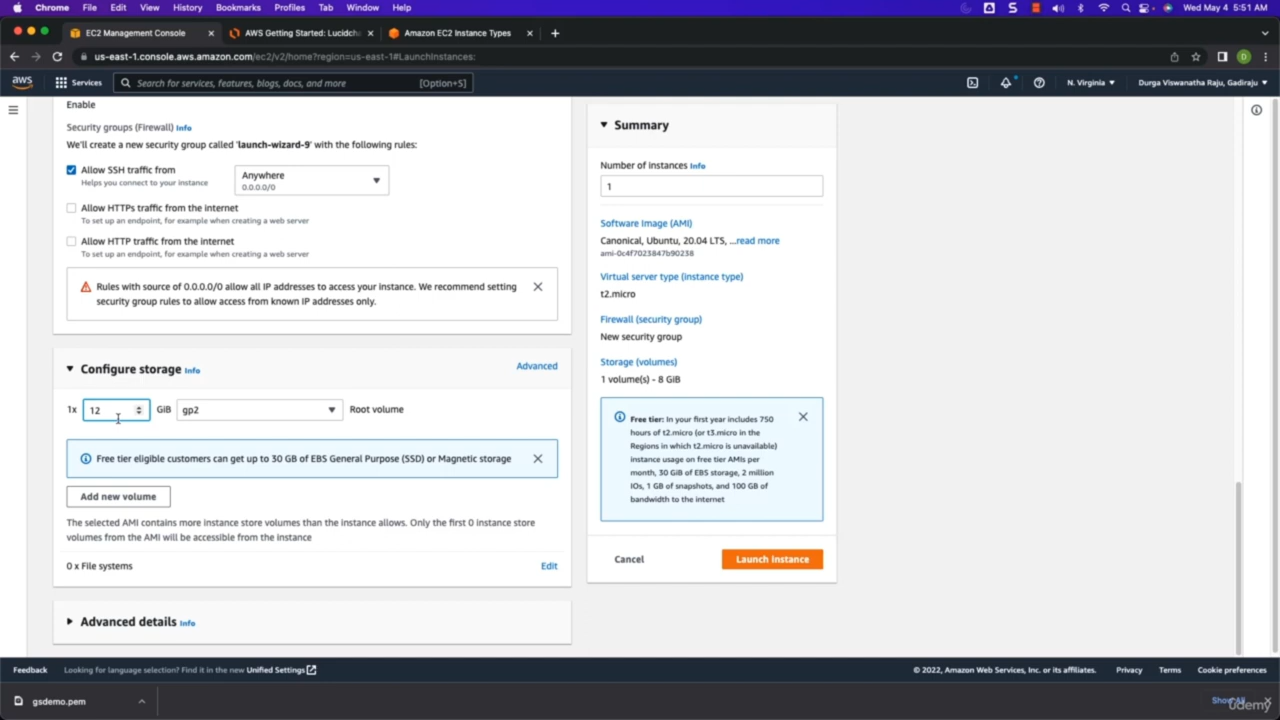 Chrome File Edit View History Bookmarks Profiles Tab Window Help Wed May 4 5:51 AM
EC2 Management Console AWS Getting Started: Lucidch Amazon EC2 Instance Types
us-east-1.console.aws.amazon.com/ec2/v2/home?region=us-east-1#LaunchInstances:
aws Services Search for services, features, blogs, docs, and more [Option+S] N. Virginia Durga Viswanatha Raju, Gadiraju
Enable
Security groups (Firewall) Info
We'll create a new security group called 'launch-wizard-9' with the following rules:
Allow SSH traffic from
Helps you connect to your instance
Anywhere
0.0.0.0/0
Allow HTTPs traffic from the internet
To set up an endpoint, for example when creating a web server
Allow HTTP traffic from the internet
To set up an endpoint, for example when creating a web server
Rules with source of 0.0.0.0/0 allow all IP addresses to access your instance. We recommend setting
security group rules to allow access from known IP addresses only.
Configure storage Info Advanced
1x 12 GiB gp2 Root volume
Free tier eligible customers can get up to 30 GB of EBS General Purpose (SSD) or Magnetic storage
Add new volume
The selected AMI contains more instance store volumes than the instance allows. Only the first 0 instance store
volumes from the AMI will be accessible from the instance
0 x File systems Edit
Advanced details Info
Summary
Number of instances Info
1
Software Image (AMI)
Canonical, Ubuntu, 20.04 LTS, ...read more
ami-0c4f7023847b90238
Virtual server type (instance type)
t2.micro
Firewall (security group)
New security group
Storage (volumes)
1 volume(s) - 8 GiB
Free tier: In your first year includes 750
hours of t2.micro (or t3.micro in the
Regions in which t2.micro is unavailable)
instance usage on free tier AMIs per
month, 30 GiB of EBS storage, 2 million
IOs, 1 GB of snapshots, and 100 GB of
bandwidth to the internet
Cancel Launch instance
Feedback Looking for language selection? Find it in the new Unified Settings © 2022, Amazon Web Services, Inc. or its affiliates. Privacy Terms Cookie preferences
gsdemo.pem Show All
udemy